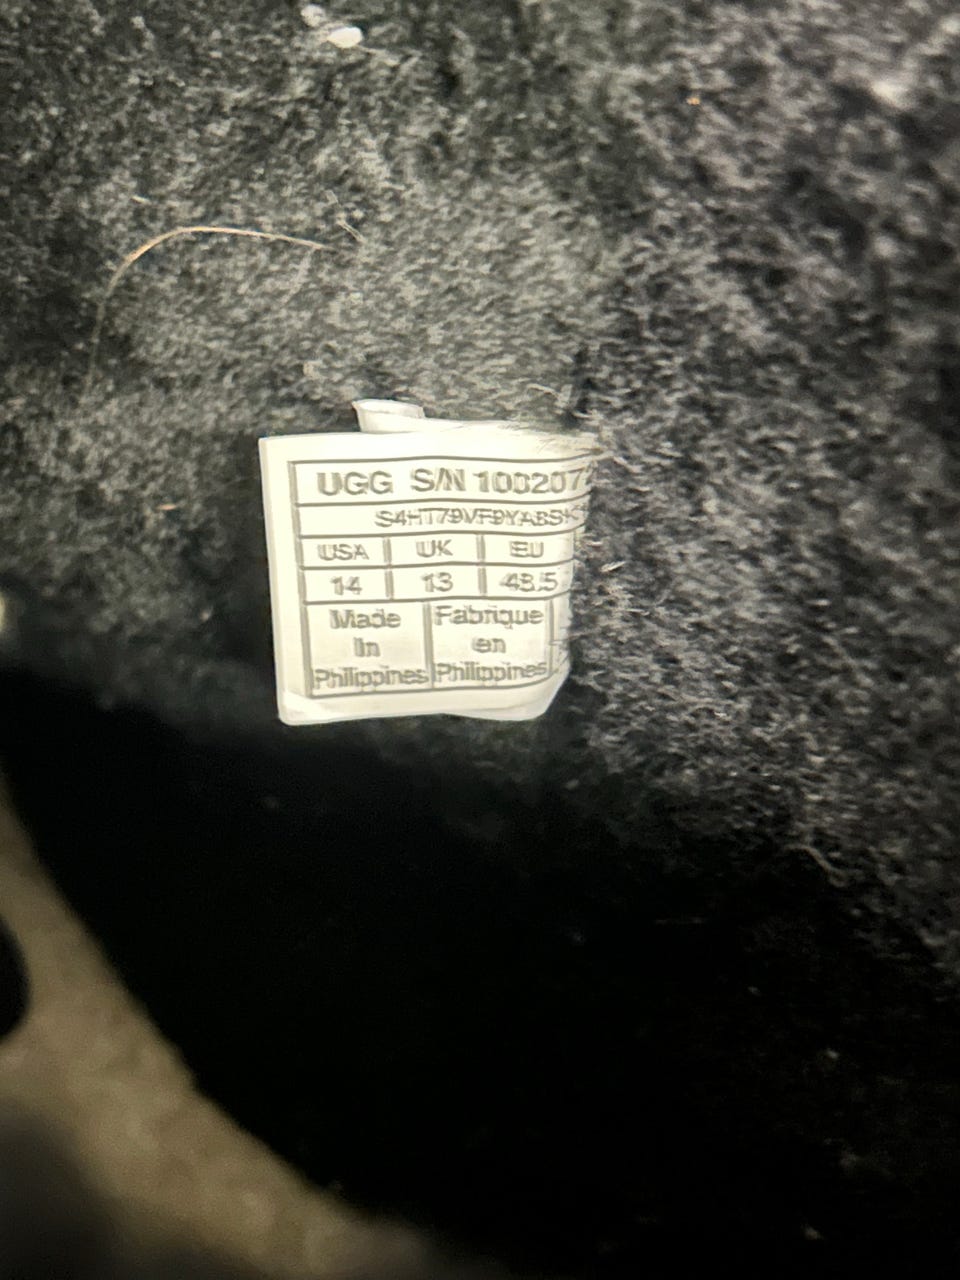 UGG S/N 100207
USA UK EU
14 13 48.5
Made Fabrique
In en
Philippines Philippines